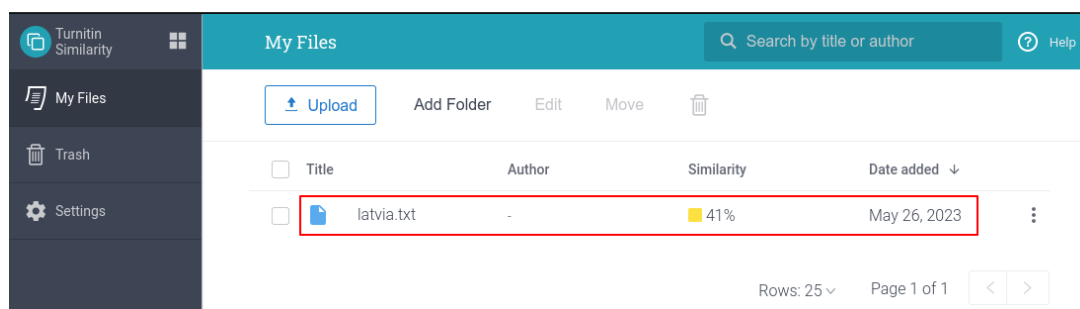 Turnitin
Similarity
My Files
Search by title or author
Help
My Files
Trash
Settings
Upload
Add Folder
Edit
Move
Title
Author
Similarity
Date added
latvia.txt
-
41%
May 26, 2023
Rows: 25
Page 1 of 1